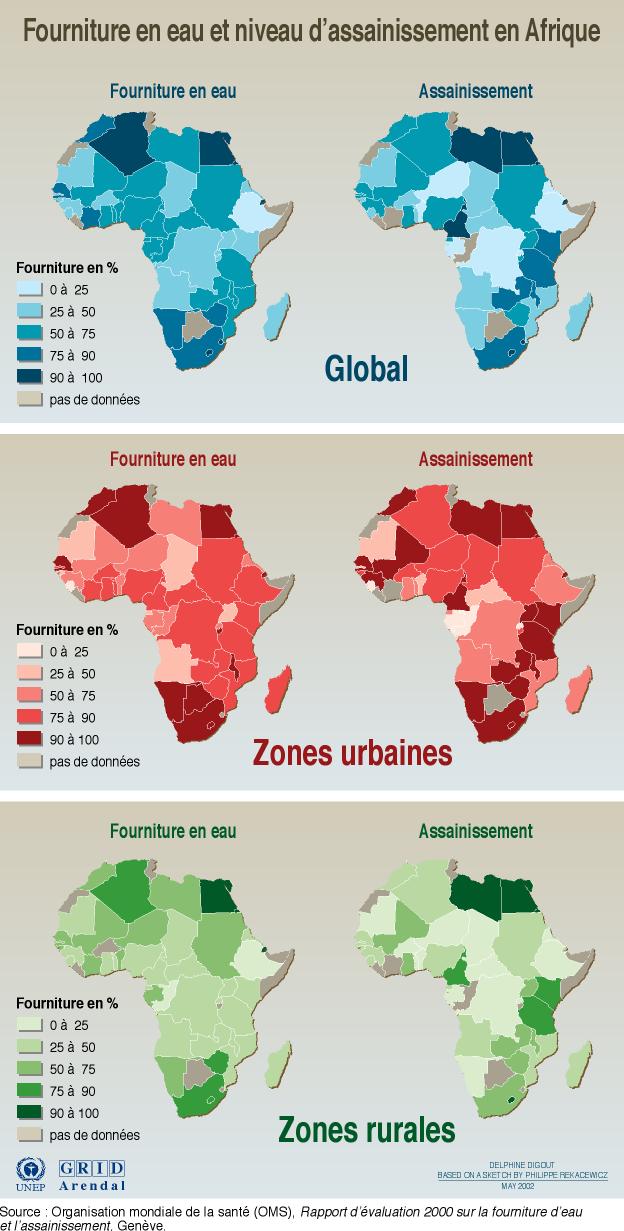 Fourniture en eau et niveau d'assainissement en Afrique
Fourniture en eau
Assainissement
Fourniture en %
0 à 25
25 à 50
50 à 75
75 à 90
90 à 100
pas de données
Global
Fourniture en eau
Assainissement
Fourniture en %
0 à 25
25 à 50
50 à 75
75 à 90
90 à 100
pas de données
Zones urbaines
Fourniture en eau
Assainissement
Fourniture en %
0 à 25
25 à 50
50 à 75
75 à 90
90 à 100
pas de données
Zones rurales
UNEP
GRID
Arendal
DELPHINE DIGOUT
BASED ON A SKETCH BY PHILIPPE REKACEWICZ
MAY 2002
Source : Organisation mondiale de la santé (OMS), Rapport d'évaluation 2000 sur la fourniture d'eau
et l'assainissement, Genève.